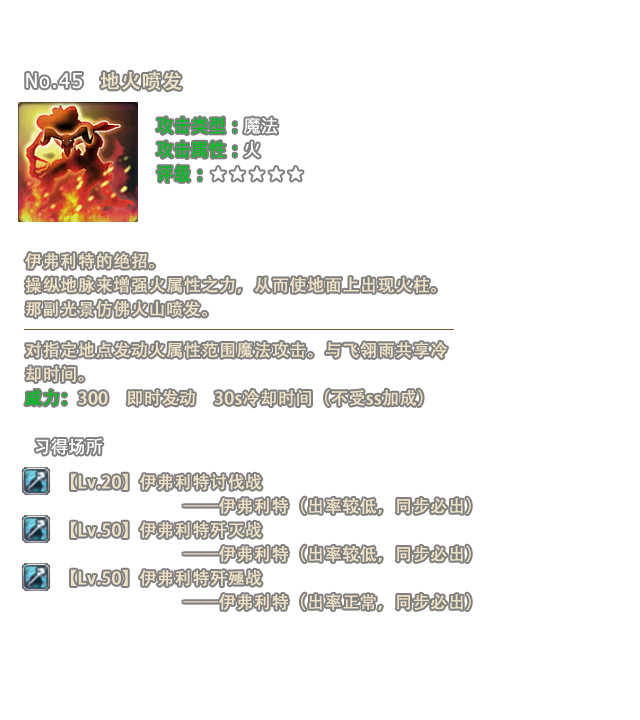 No.45 地火喷发
攻击类型：魔法
攻击属性：火
评级：☆☆☆☆☆
伊弗利特的绝招。
操纵地脉来增强火属性之力，从而使地面上出现火柱。
那副光景仿佛火山喷发。
对指定地点发动火属性范围魔法攻击。与飞翎雨共享冷
却时间。
威力：300 即时发动 30s冷却时间（不受ss加成）
习得场所
【Lv.20】伊弗利特讨伐战
——伊弗利特（出率较低，同步必出）
【Lv.50】伊弗利特歼灭战
——伊弗利特（出率较低，同步必出）
【Lv.50】伊弗利特歼殛战
——伊弗利特（出率正常，同步必出）